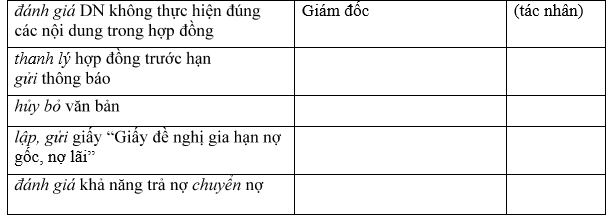 đánh giá DN không thực hiện đúng Giám đốc (tác nhân)
các nội dung trong hợp đồng
thanh lý hợp đồng trước hạn
gửi thông báo
hủy bỏ văn bản
lập, gửi giấy “Giấy đề nghị gia hạn nợ
gốc, nợ lãi”
đánh giá khả năng trả nợ chuyển nợ